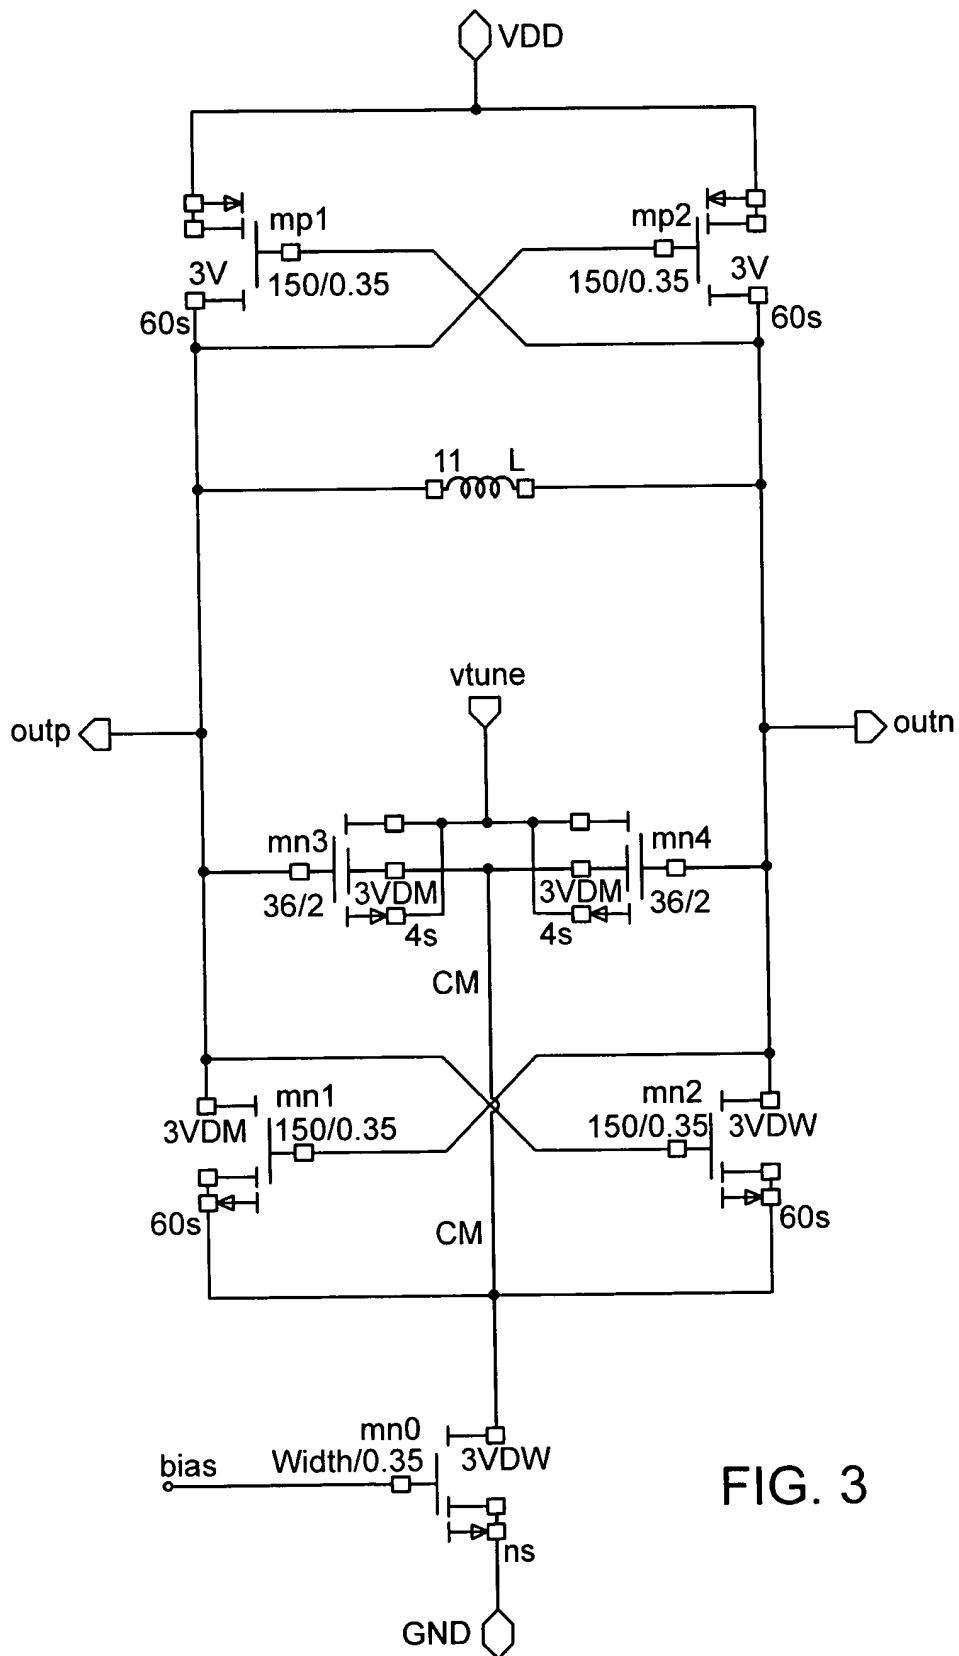 VDD
mp1
mp2
150/0.35
150/0.35
3V
3V
60s
60s
11 L
vtune
outp
outn
mn3
mn4
3VDM
3VDM
36/2
36/2
4s
4s
CM
mn1
mn2
150/0.35
150/0.35
3VDM
3VDW
60s
60s
CM
mn0
Width/0.35
3VDW
bias
ns
GND
FIG. 3